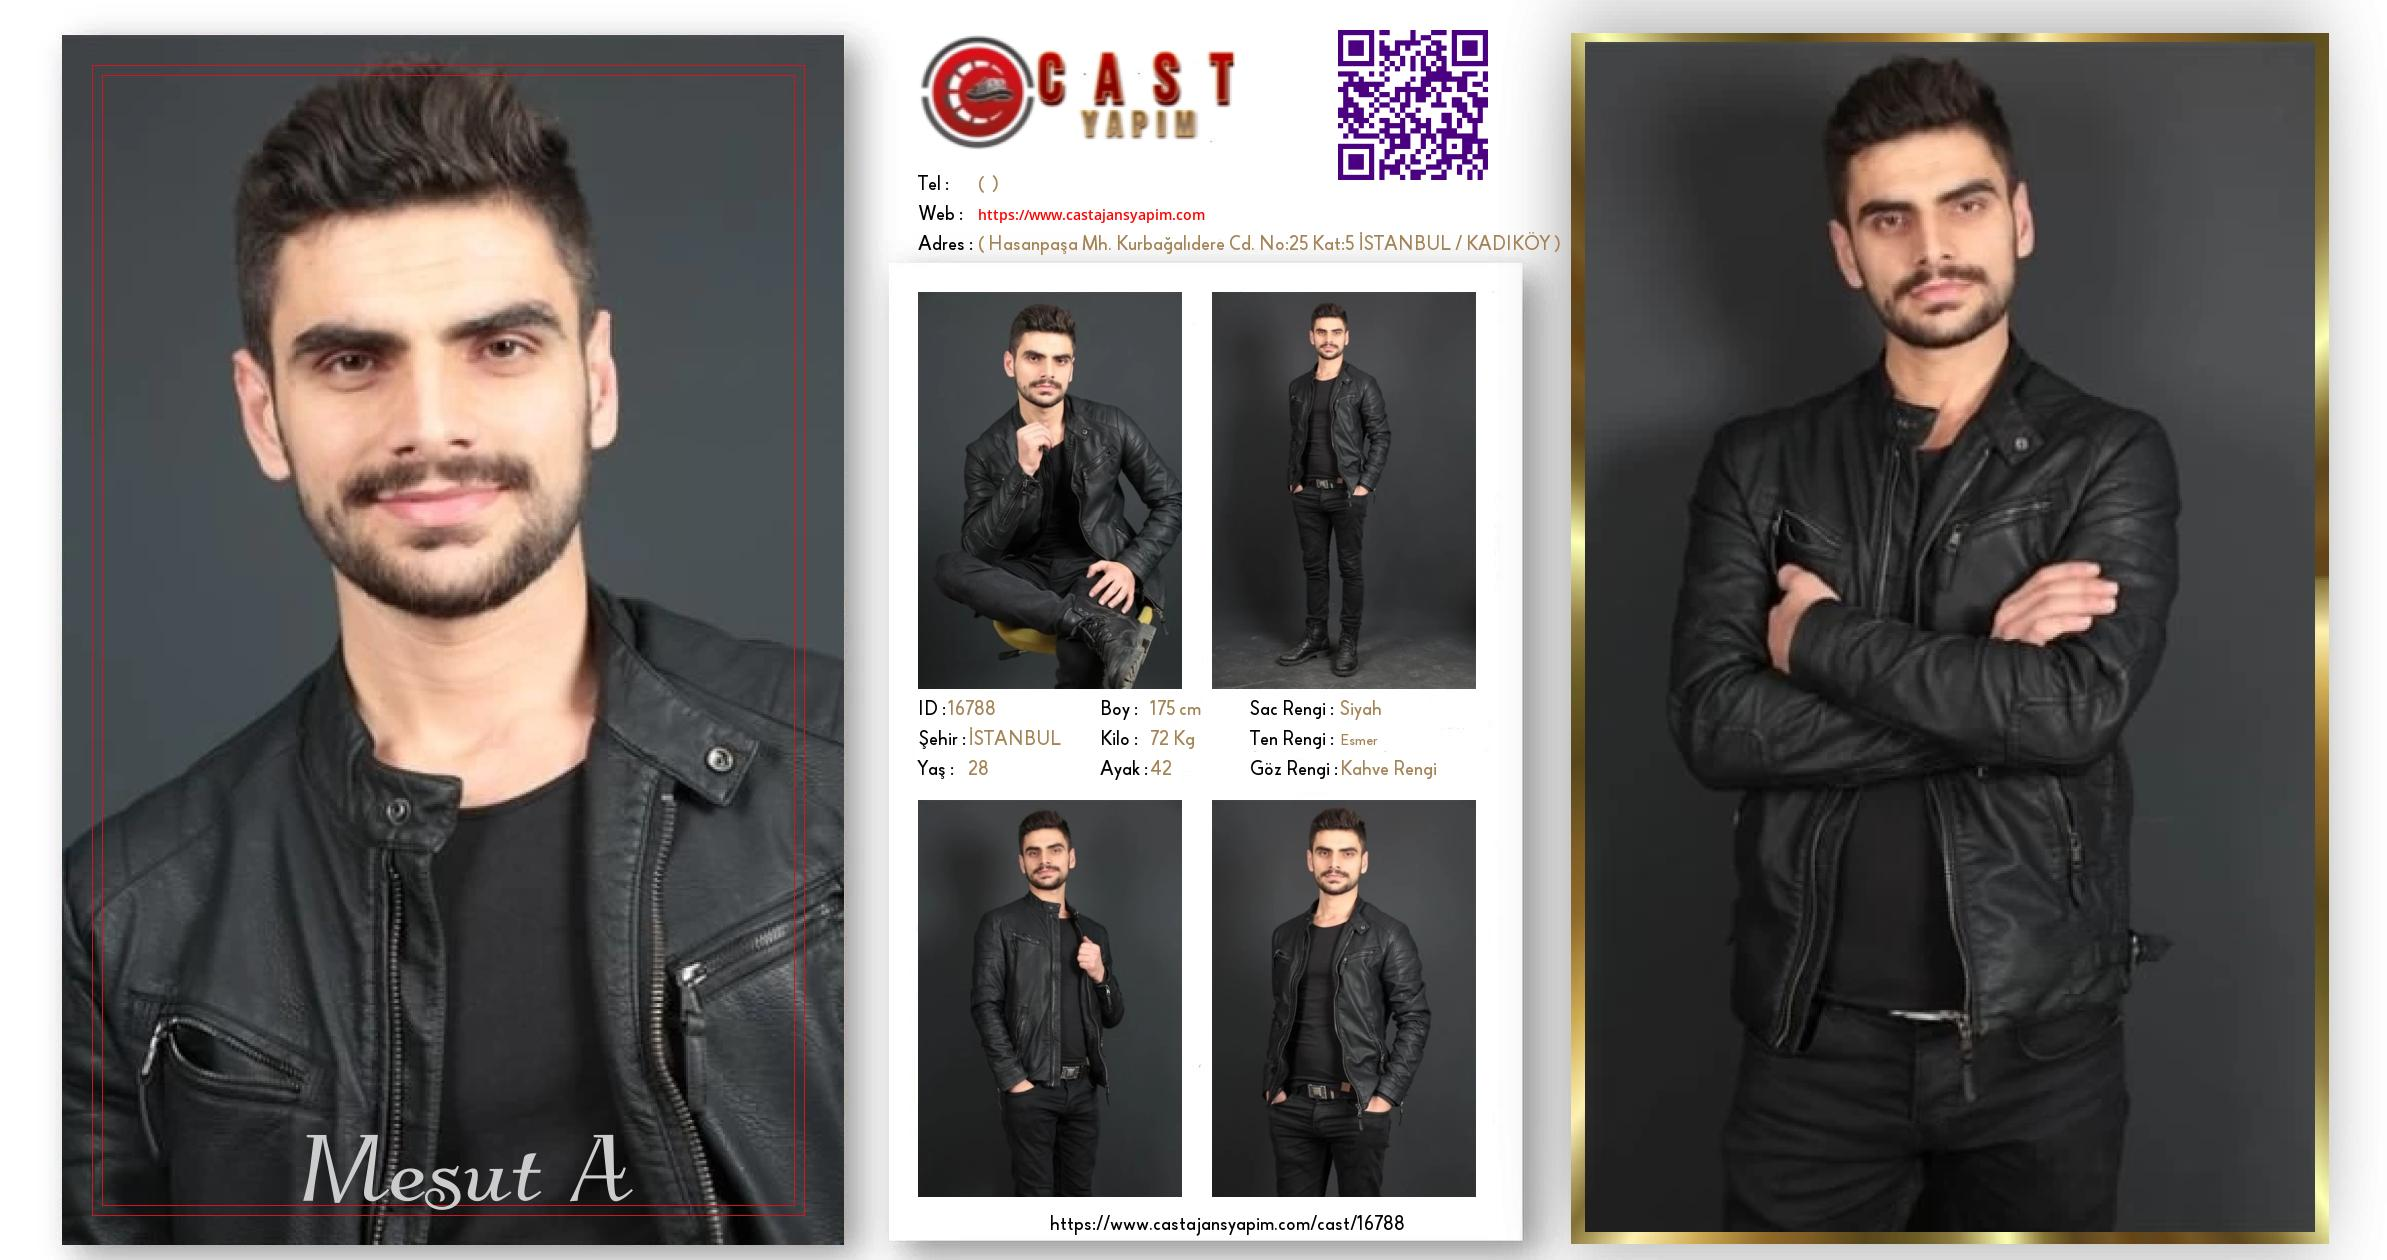 Mesut A
CAST
YAPIM
Tel : ( )
Web : https://www.castajansyapim.com
Adres : ( Hasanpaşa Mh. Kurbağalıdere Cd. No:25 Kat:5 İSTANBUL / KADIKÖY )
ID : 16788 Boy : 175 cm Sac Rengi : Siyah
Şehir : İSTANBUL Kilo : 72 Kg Ten Rengi : Esmer
Yaş : 28 Ayak : 42 Göz Rengi : Kahve Rengi
https://www.castajansyapim.com/cast/16788